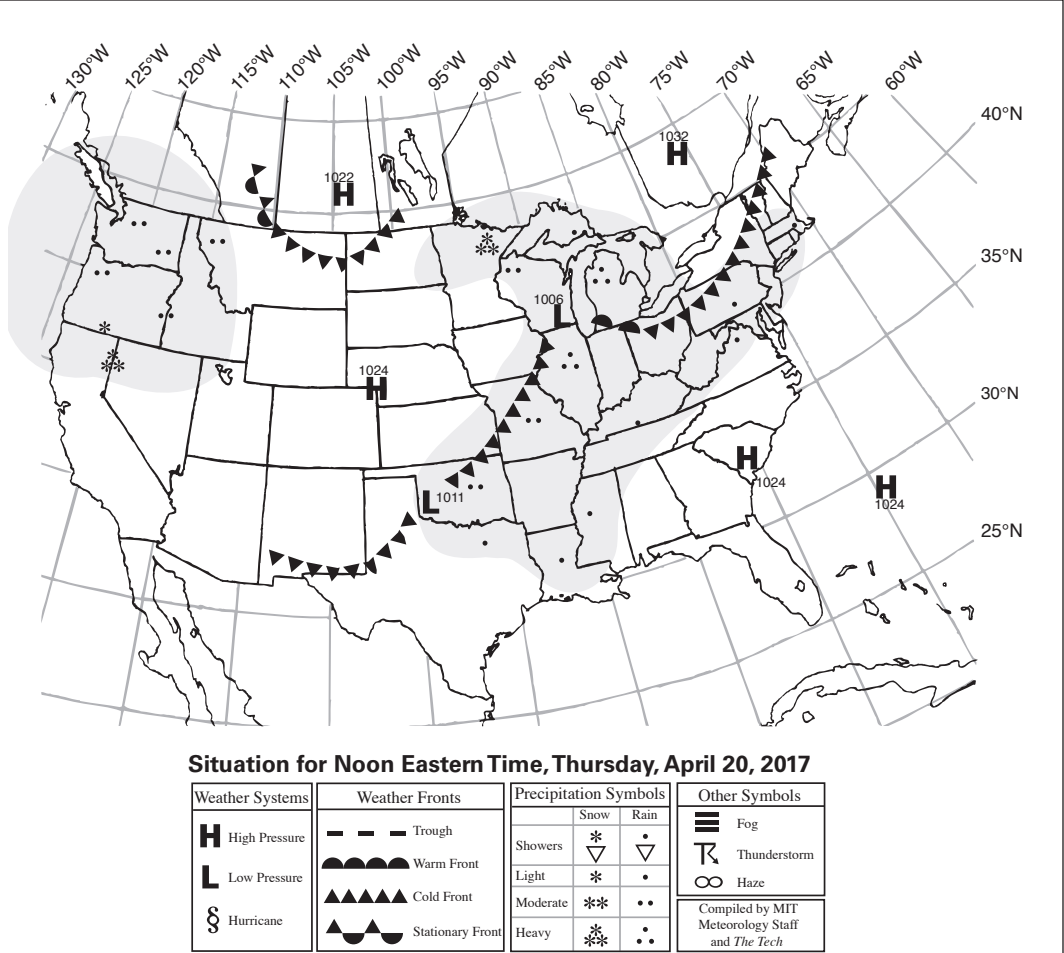 130°W 125°W 120°W 115°W 110°W 105°W 100°W 95°W 90°W 85°W 80°W 75°W 70°W 65°W 60°W
40°N
1032
H
1022
H
35°N
1006
L
1024
H
30°N
H
1024
H
1024
L 1011
25°N
Situation for Noon Eastern Time, Thursday, April 20, 2017
Weather Systems
H High Pressure
L Low Pressure
§ Hurricane
Weather Fronts
Trough
Warm Front
Cold Front
Stationary Front
Precipitation Symbols
Snow Rain
Showers
Light
Moderate
Heavy
Other Symbols
Fog
Thunderstorm
Haze
Compiled by MIT
Meteorology Staff
and The Tech